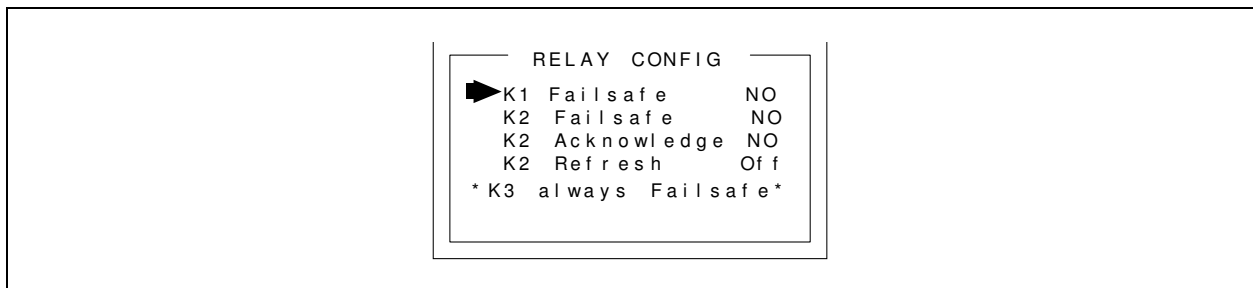 RELAY CONFIG
K1 Failsafe NO
K2 Failsafe NO
K2 Acknowledge NO
K2 Refresh Off
*K3 always Failsafe*